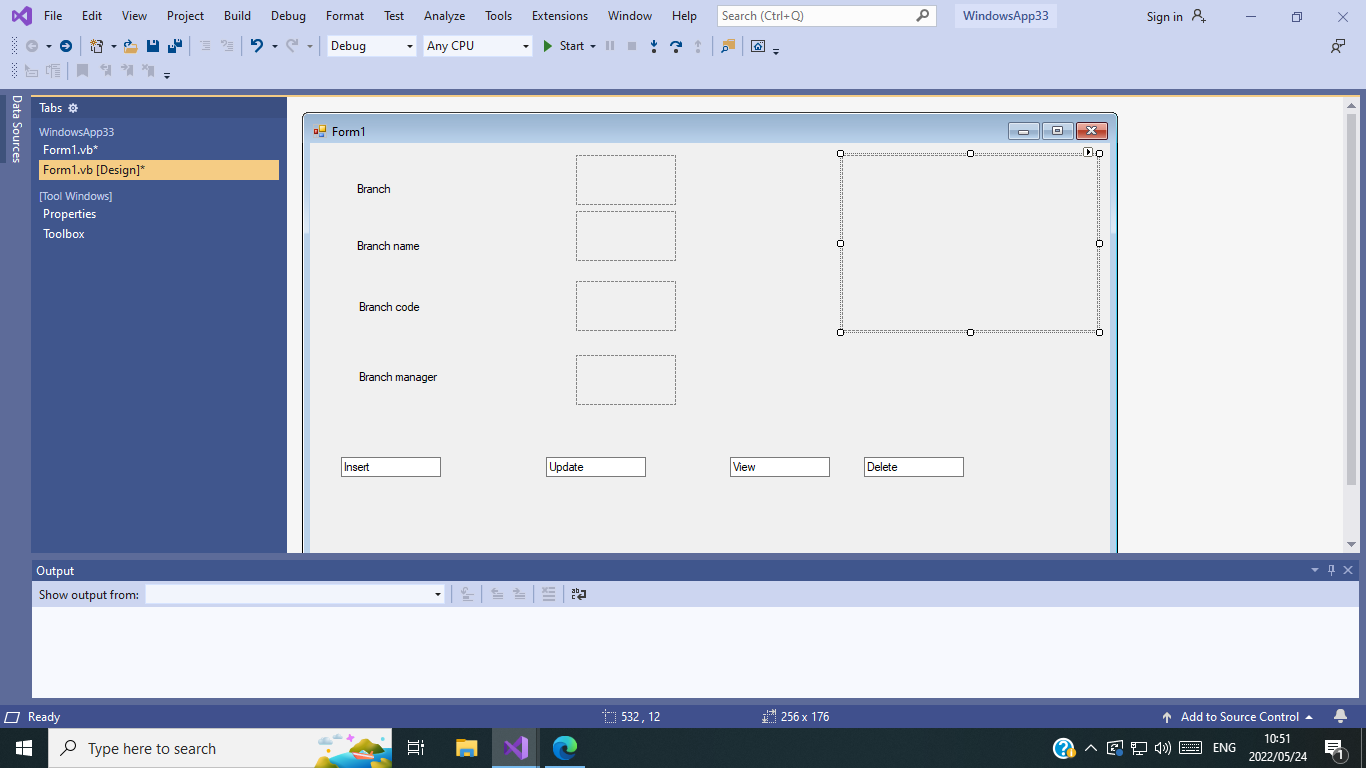 File Edit View Project Build Debug Format Test Analyze Tools Extensions Window Help Search (Ctrl+Q) WindowsApp33 Sign in
Debug Any CPU Start
Data Sources
Tabs
WindowsApp33
Form1.vb*
Form1.vb [Design]*
[Tool Windows]
Properties
Toolbox
Form1
Branch
Branch name
Branch code
Branch manager
Insert Update View Delete
Output
Show output from:
Ready 532 , 12 256 x 176 Add to Source Control
Type here to search
ENG
10:51
2022/05/24
1